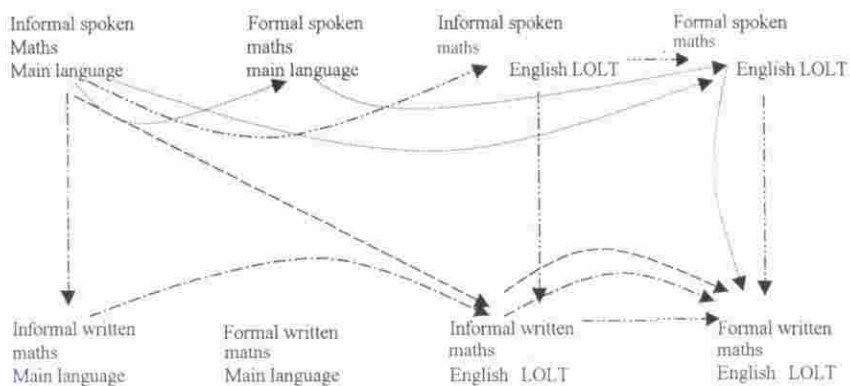 Informal spoken
Maths
Main language
Formal spoken
maths
main language
Informal spoken
maths
English LOLT
Formal spoken
maths
English LOLT
Informal written
maths
Main language
Formal written
maths
Main language
Informal written
maths
English LOLT
Formal written
maths
English LOLT